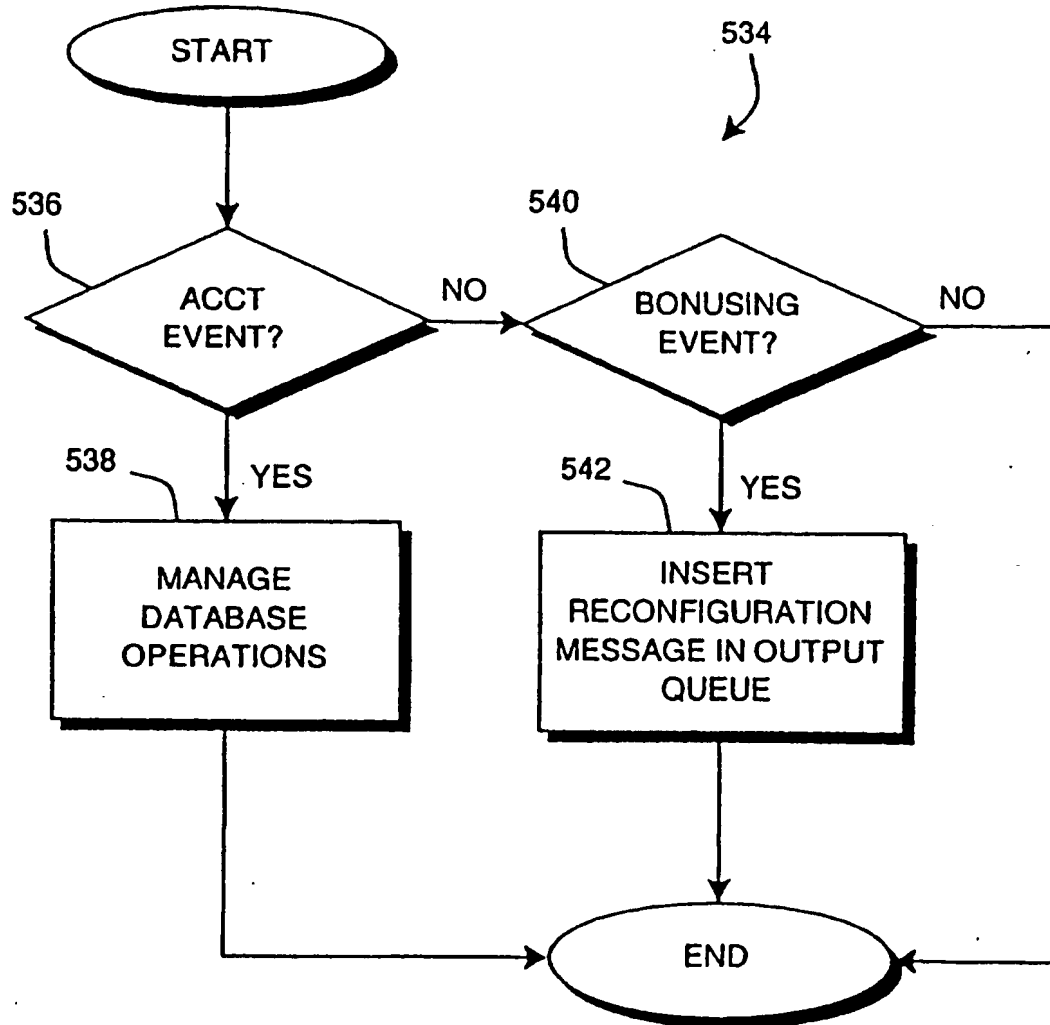 START
534
536
ACCT
EVENT?
NO
540
BONUSING
EVENT?
NO
538
YES
542
YES
MANAGE
DATABASE
OPERATIONS
INSERT
RECONFIGURATION
MESSAGE IN OUTPUT
QUEUE
END